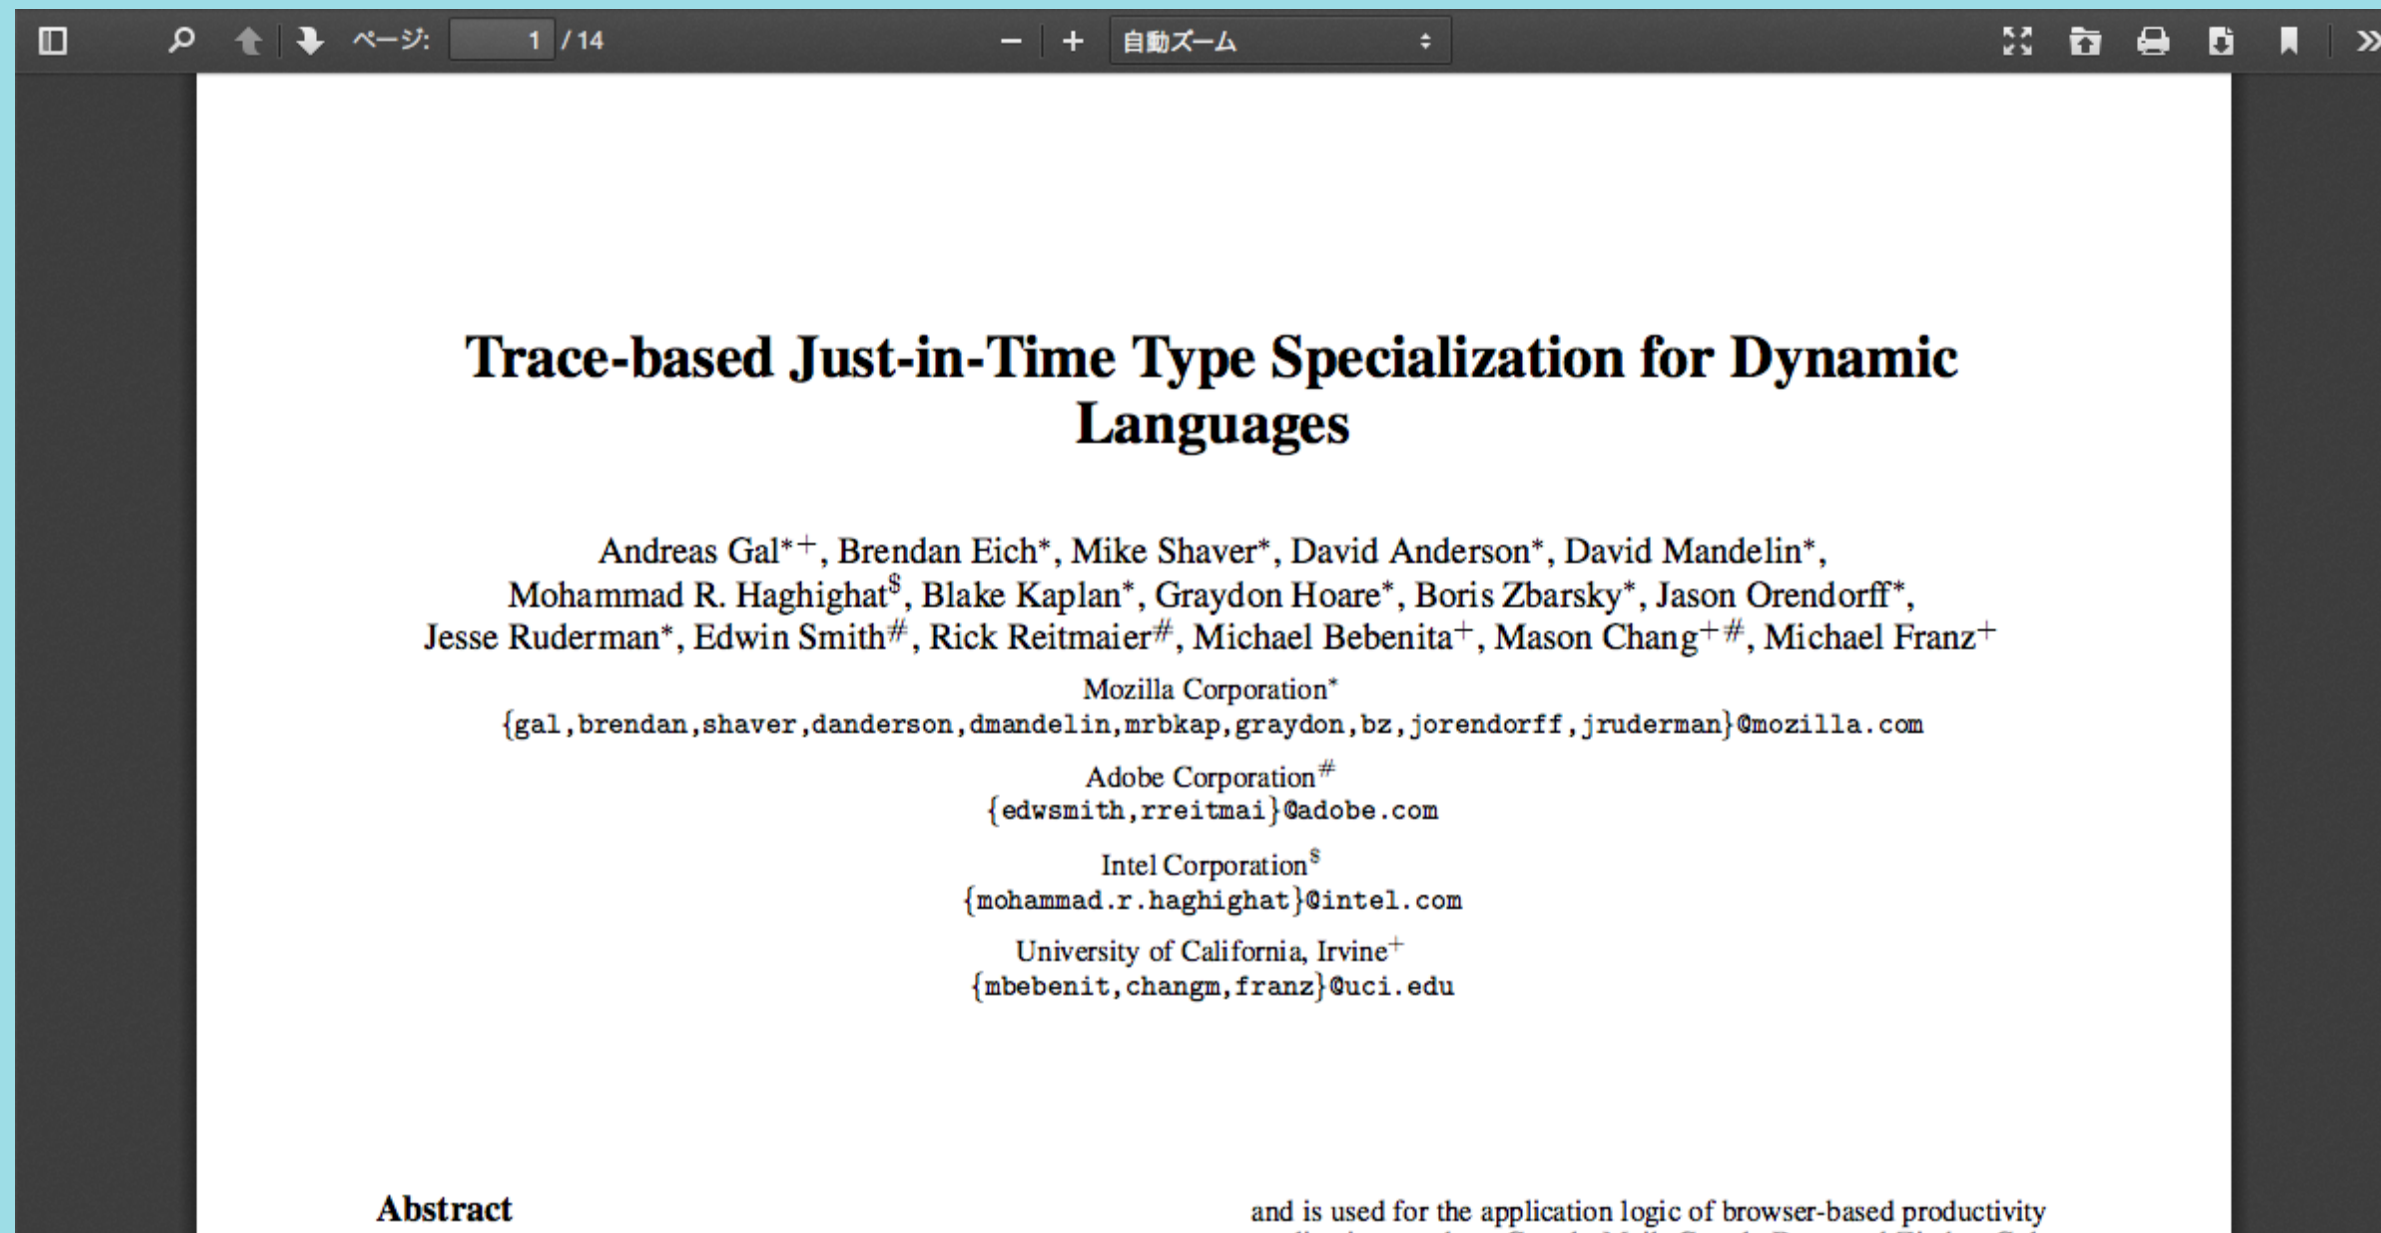 ページ: 1 / 14 自動ズーム
Trace-based Just-in-Time Type Specialization for Dynamic
Languages
Andreas Gal*+, Brendan Eich*, Mike Shaver*, David Anderson*, David Mandelin*,
Mohammad R. Haghighat$, Blake Kaplan*, Graydon Hoare*, Boris Zbarsky*, Jason Orendorff*,
Jesse Ruderman*, Edwin Smith#, Rick Reitmaier#, Michael Bebenita+, Mason Chang+#, Michael Franz+
Mozilla Corporation*
{gal,brendan,shaver,danderson,dmandelin,mrbkap,graydon,bz,jorendorff,jruderman}@mozilla.com
Adobe Corporation#
{edwsmith,rreitmai}@adobe.com
Intel Corporation$
{mohammad.r.haghighat}@intel.com
University of California, Irvine+
{mbebenit,changm,franz}@uci.edu
Abstract
and is used for the application logic of browser-based productivity